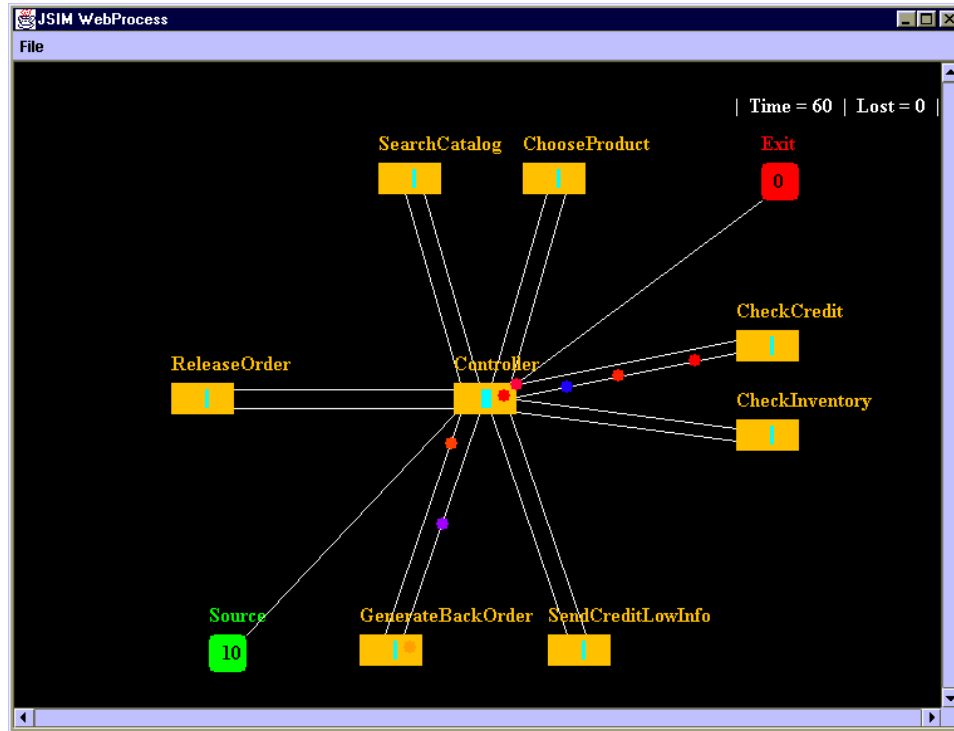 JSIM WebProcess
File
| Time = 60 | Lost = 0 |
SearchCatalog
ChooseProduct
Exit
0
CheckCredit
ReleaseOrder
Controller
CheckInventory
Source
10
GenerateBackOrder
SendCreditLowInfo